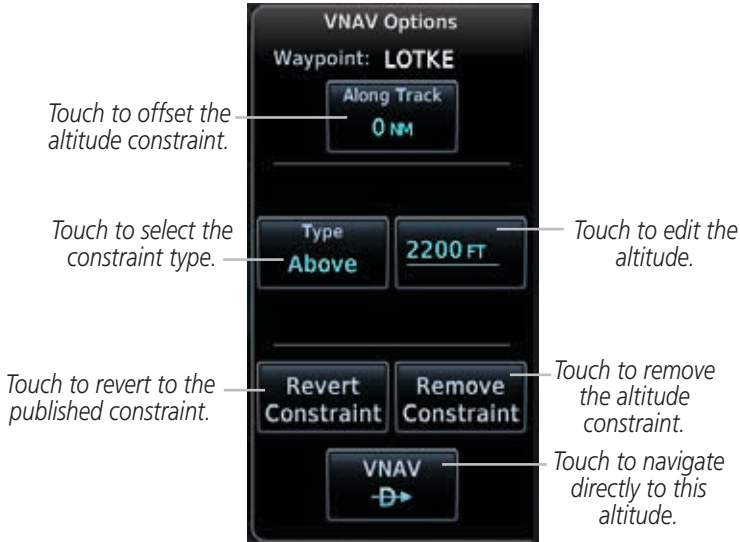 VNAV Options
Waypoint: LOTKE
Touch to offset the
altitude constraint.
Along Track
0 NM
Touch to select the
constraint type.
Type
Above
2200 FT
Touch to edit the
altitude.
Touch to revert to the
published constraint.
Revert
Constraint
Remove
Constraint
Touch to remove
the altitude
constraint.
VNAV
D
Touch to navigate
directly to this
altitude.